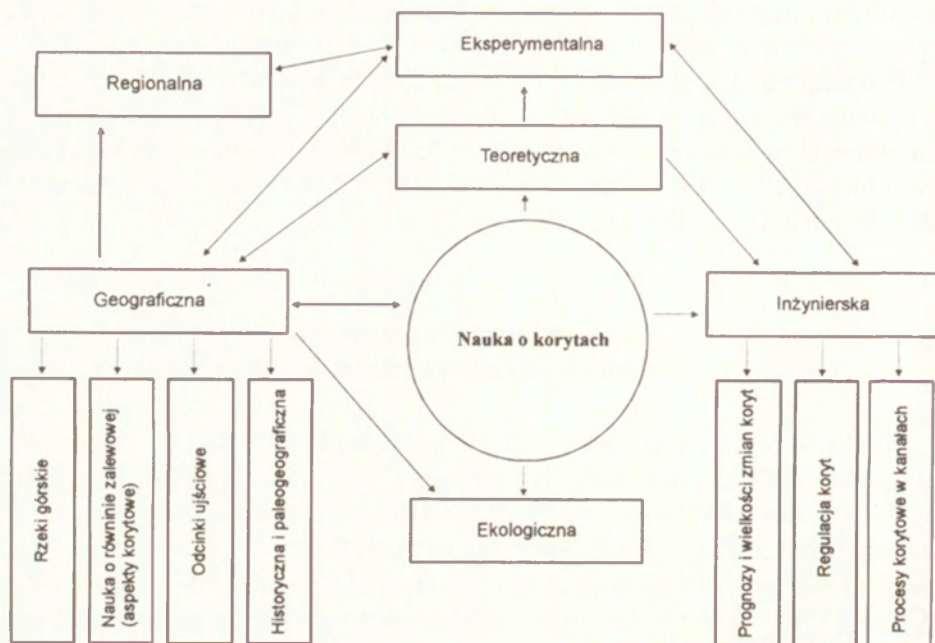 Eksperymentalna
Regionalna
Teoretyczna
Geograficzna
Nauka o korytach
Inżynierska
Rzeki górskie
Nauka o równinie zalewowej
(aspekty korytowe)
Odcinki ujściowe
Historyczna i paleogeograficzna
Ekologiczna
Prognozy i wielkości zmian koryt
Regulacja koryt
Procesy korytowe w kanałach